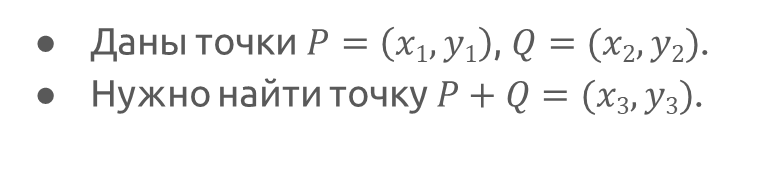 ● Даны точки 𝑃 = (𝑥₁, 𝑦₁), 𝑄 = (𝑥₂, 𝑦₂).
● Нужно найти точку 𝑃 + 𝑄 = (𝑥₃, 𝑦₃).